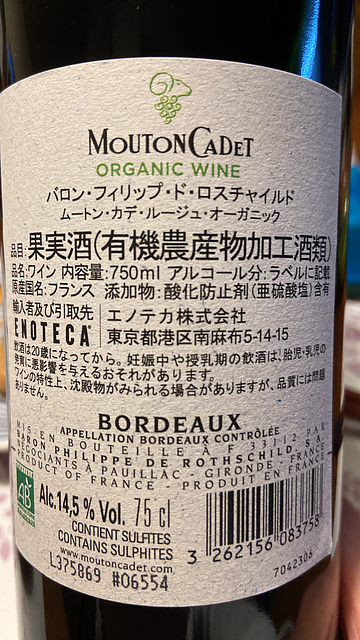 MOUTON CADET
ORGANIC WINE
バロン・フィリップ・ド・ロスチャイルド
ムートン・カデ・ルージュ・オーガニック
品目:果実酒(有機農産物加工酒類)
品名:ワイン 内容量:750ml アルコール分:ラベルに記載
原産国名:フランス 添加物:酸化防止剤(亜硫酸塩)含有
輸入者及び引取先 エノテカ株式会社
ENOTECA 東京都港区南麻布5-14-15
飲酒は20歳になってから。妊娠中や授乳期の飲酒は、胎児・乳児の
発育に悪影響を与えるおそれがあります。
ワインの特性上、沈殿物がみられる場合がありますが、品質には問題
ありません。
BORDEAUX
APPELLATION BORDEAUX CONTRÔLÉE
MIS EN BOUTEILLE À F 33112 PAR
BARON PHILIPPE DE ROTHSCHILD, S.A.
NÉGOCIANTS À PAUILLAC - GIRONDE - FRANCE
PRODUCT OF FRANCE - PRODUIT EN FRANCE
AB
Alc.14,5 % Vol. 75 cl
CONTIENT SULFITES
CONTAINS SULPHITES
www.moutoncadet.com
L375869 #06554
3 262156 083758
7042306